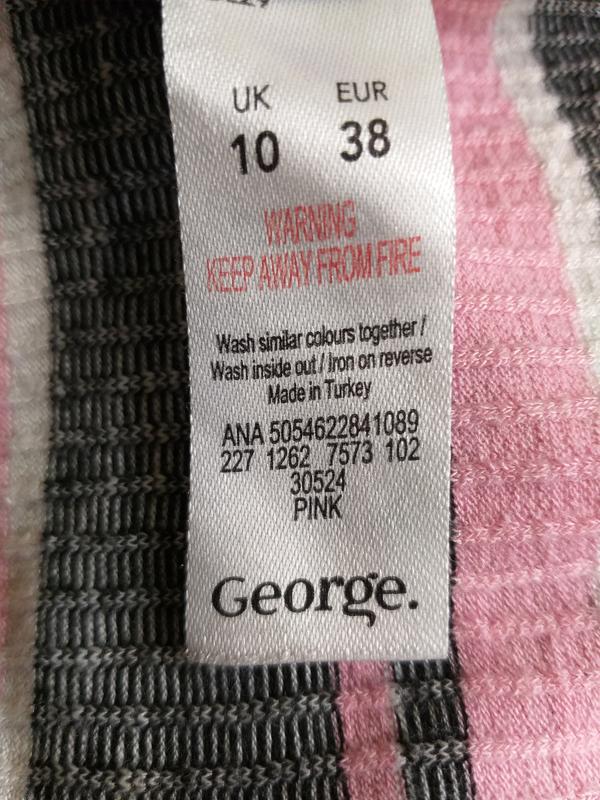 UK EUR
10 38
WARNING
KEEP AWAY FROM FIRE
Wash similar colours together /
Wash inside out / Iron on reverse
Made in Turkey
ANA 5054622841089
227 1262 7573 102
30524
PINK
George.